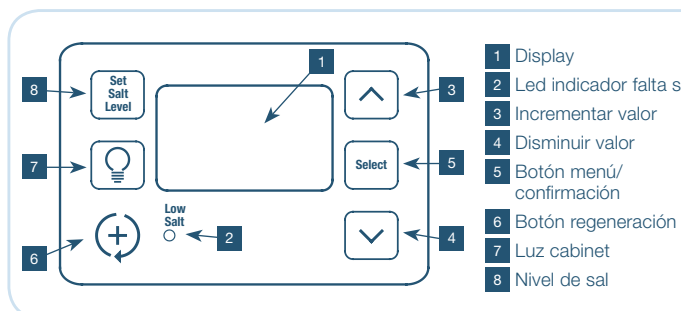 1 Display
2 Led indicador falta s
3 Incrementar valor
4 Disminuir valor
5 Botón menú/
confirmación
6 Botón regeneración
7 Luz cabinet
8 Nivel de sal
8
Set
Salt
Level
1
3
7
Select
5
6
Low
Salt
2
4